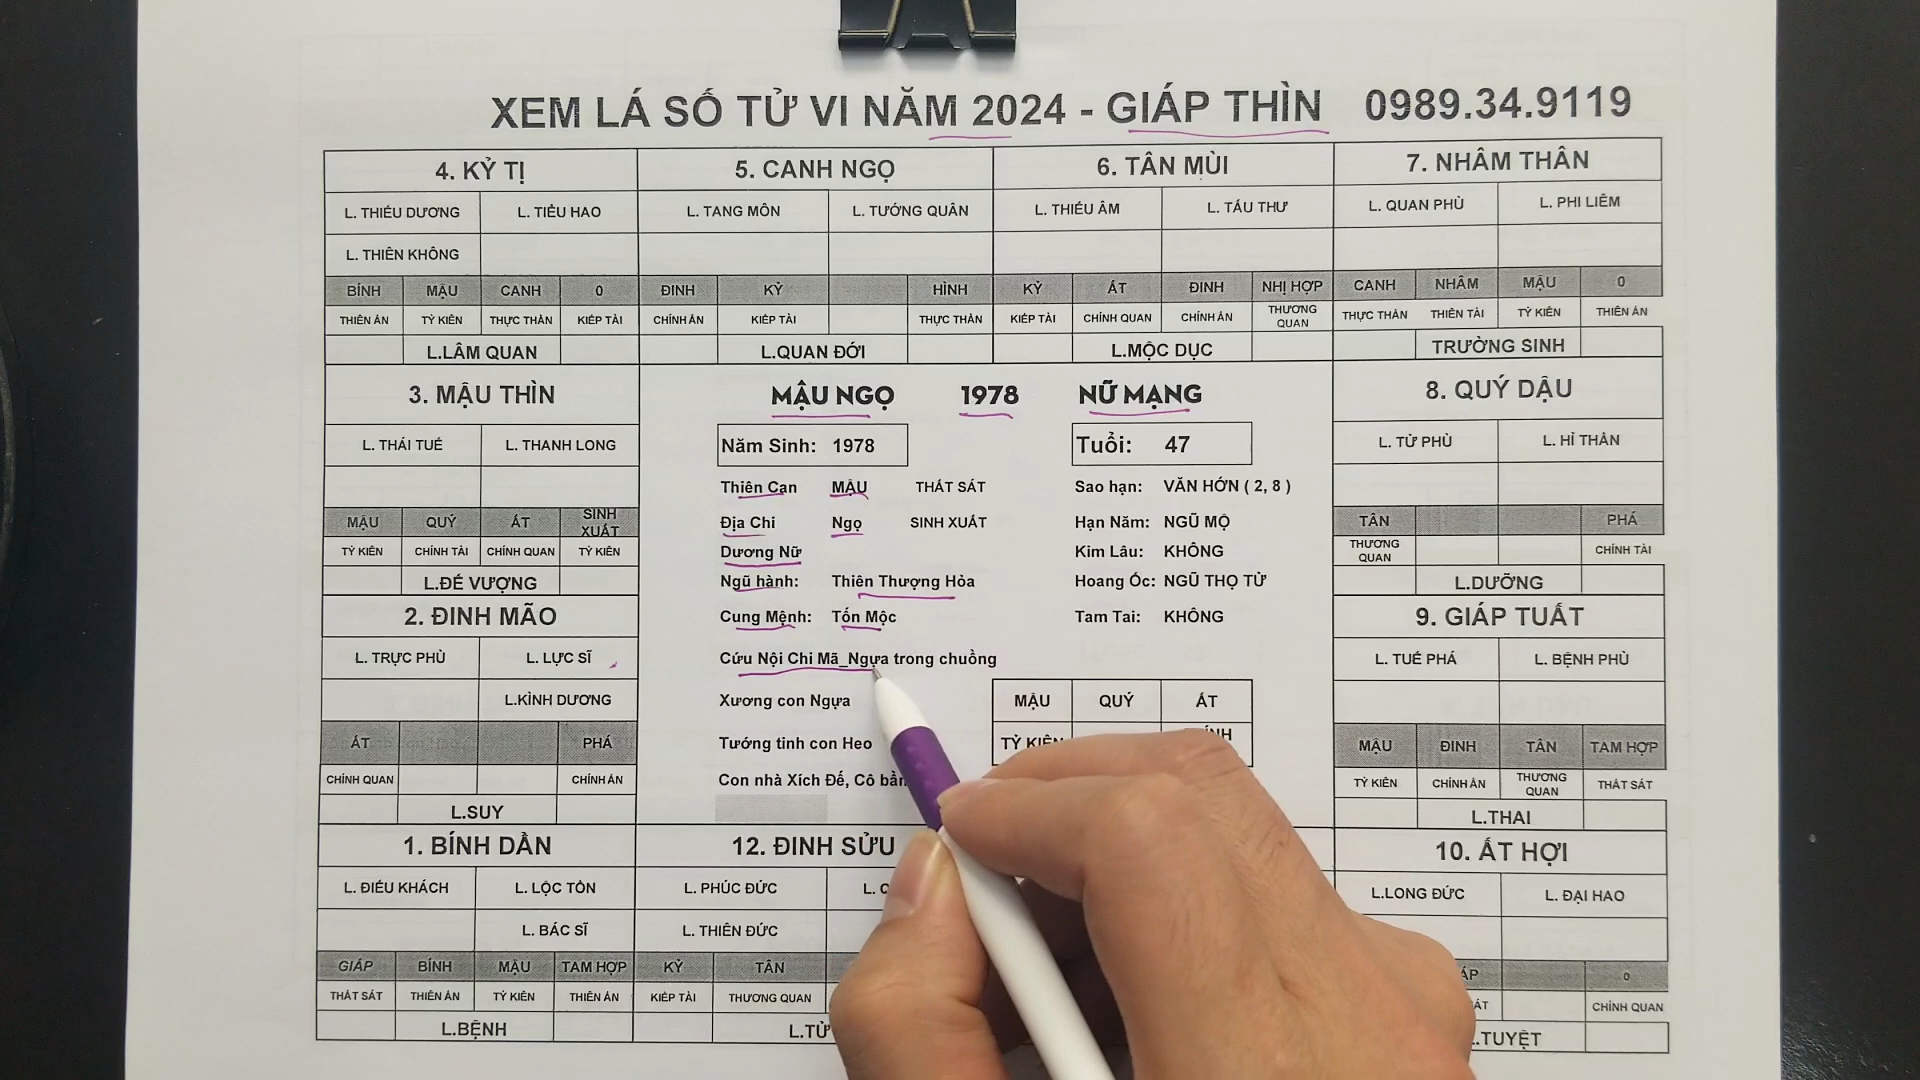 XEM LÁ SỐ TỬ VI NĂM 2024 - GIÁP THÌN 0989.34.9119
4. KỶ TỊ
L. THIẾU DƯƠNG L. TIỂU HAO
L. THIÊN KHÔNG
BÍNH MẬU CANH 0
THIÊN ẤN TỶ KIÊN THỰC THẦN KIẾP TÀI
L.LÂM QUAN
5. CANH NGỌ
L. TANG MÔN L. TƯỚNG QUÂN
ĐINH KỶ HÌNH
CHÍNH ẤN KIẾP TÀI THỰC THẦN
L.QUAN ĐỚI
6. TÂN MÙI
L. THIẾU ÂM L. TẤU THƯ
KỶ ẤT ĐINH NHỊ HỢP
KIẾP TÀI CHÍNH QUAN CHÍNH ẤN THƯƠNG QUAN
L.MỘC DỤC
7. NHÂM THÂN
L. QUAN PHÙ L. PHI LIÊM
CANH NHÂM MẬU 0
THỰC THẦN THIÊN TÀI TỶ KIÊN THIÊN ẤN
TRƯỜNG SINH
3. MẬU THÌN
L. THÁI TUẾ L. THANH LONG
MẬU QUÝ ẤT SINH XUẤT
TỶ KIÊN CHÍNH TÀI CHÍNH QUAN TỶ KIÊN
L.ĐẾ VƯỢNG
MẬU NGỌ 1978 NỮ MẠNG
Năm Sinh: 1978 Tuổi: 47
Thiên Cạn MẬU THẤT SÁT Sao hạn: VĂN HỚN ( 2, 8 )
Địa Chi Ngọ SINH XUẤT Hạn Năm: NGŨ MỘ
Dương Nữ Kim Lâu: KHÔNG
Ngũ hành: Thiên Thượng Hỏa Hoang Ốc: NGŨ THỌ TỬ
Cung Mệnh: Tốn Mộc Tam Tai: KHÔNG
Cứu Nội Chi Mã_Ngựa trong chuồng
Xương con Ngựa MẬU QUÝ ẤT
Tướng tinh con Heo TỶ KIÊN
Con nhà Xích Đế, Cô bần
8. QUÝ DẬU
L. TỬ PHÙ L. HỈ THẦN
TÂN PHÁ
THƯƠNG QUAN CHÍNH TÀI
L.DƯỠNG
2. ĐINH MÃO
L. TRỰC PHÙ L. LỰC SĨ
L.KÌNH DƯƠNG
ẤT PHÁ
CHÍNH QUAN CHÍNH ẤN
L.SUY
9. GIÁP TUẤT
L. TUẾ PHÁ L. BỆNH PHÙ
MẬU ĐINH TÂN TAM HỢP
TỶ KIÊN CHÍNH ẤN THƯƠNG QUAN THẤT SÁT
L.THAI
1. BÍNH DẦN
L. ĐIẾU KHÁCH L. LỘC TỒN
L. BÁC SĨ
GIÁP BÍNH MẬU TAM HỢP
THẤT SÁT THIÊN ẤN TỶ KIÊN THIÊN ẤN
L.BỆNH
12. ĐINH SỬU
L. PHÚC ĐỨC
L. THIÊN ĐỨC
KỶ TÂN
KIẾP TÀI THƯƠNG QUAN
L.TỬ
10. ẤT HỢI
L.LONG ĐỨC L. ĐẠI HAO
0
CHÍNH QUAN
L.TUYỆT